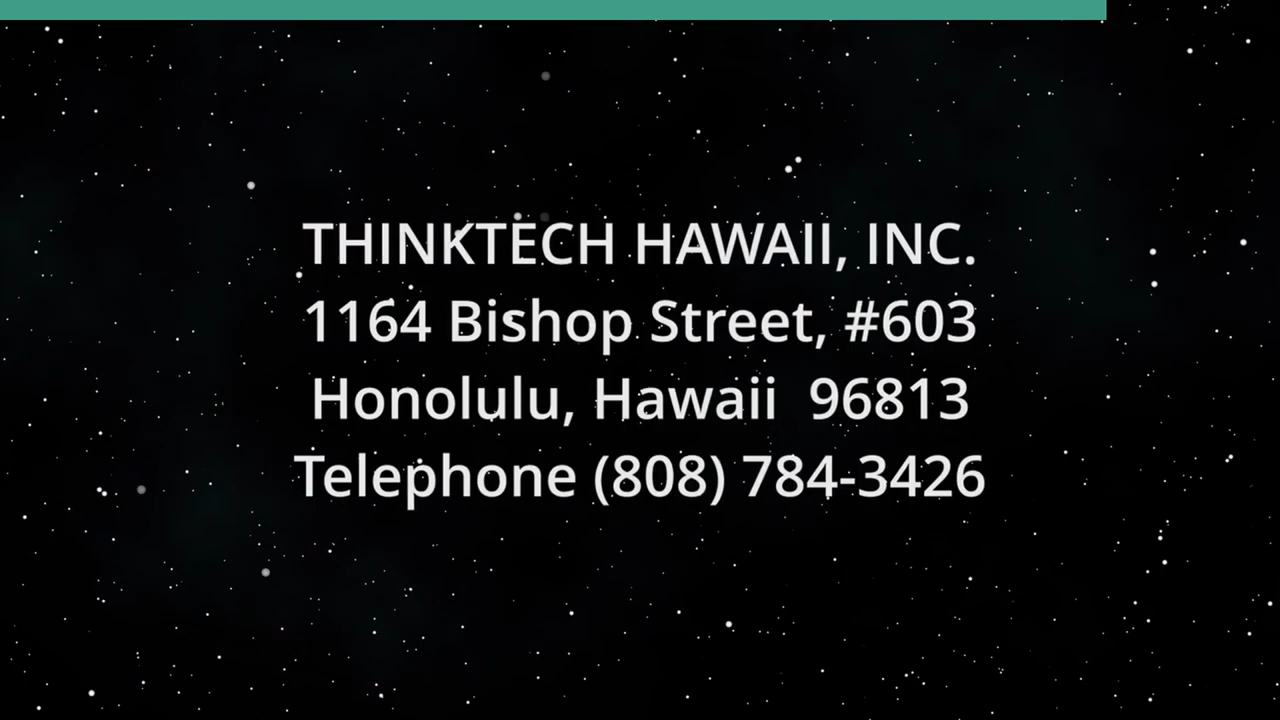 THINKTECH HAWAII, INC.
1164 Bishop Street, #603
Honolulu, Hawaii  96813
Telephone (808) 784-3426